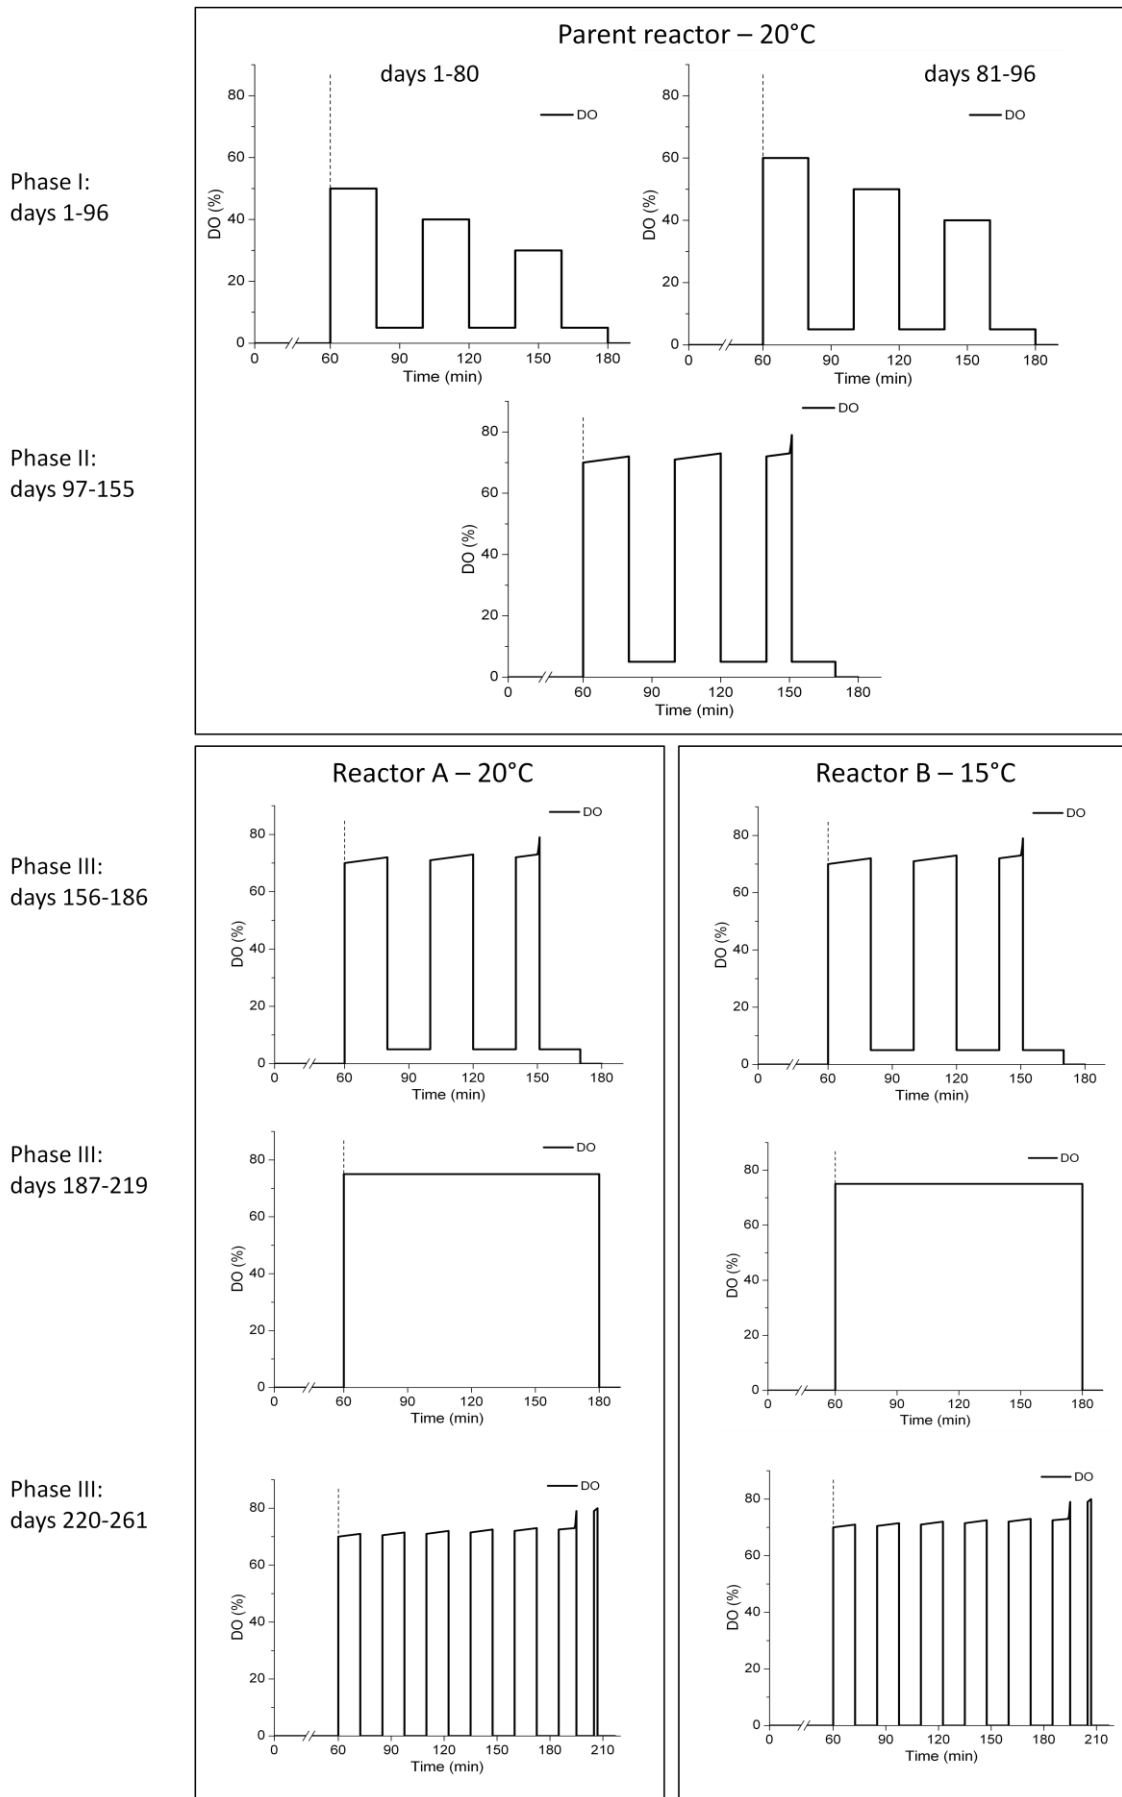 Parent reactor – 20°C
days 1-80
days 81-96
Phase I:
days 1-96
DO
DO (%)
80
60
40
20
0
0 60 90 120 150 180
Time (min)
DO
DO (%)
80
60
40
20
0
0 60 90 120 150 180
Time (min)
Phase II:
days 97-155
DO
DO (%)
80
60
40
20
0
0 60 90 120 150 180
Time (min)
Reactor A – 20°C
Reactor B – 15°C
Phase III:
days 156-186
DO
DO (%)
80
60
40
20
0
0 60 90 120 150 180
Time (min)
DO
DO (%)
80
60
40
20
0
0 60 90 120 150 180
Time (min)
Phase III:
days 187-219
DO
DO (%)
80
60
40
20
0
0 60 90 120 150 180
Time (min)
DO
DO (%)
80
60
40
20
0
0 60 90 120 150 180
Time (min)
Phase III:
days 220-261
DO
DO (%)
80
60
40
20
0
0 60 90 120 150 180 210
Time (min)
DO
DO (%)
80
60
40
20
0
0 60 90 120 150 180 210
Time (min)